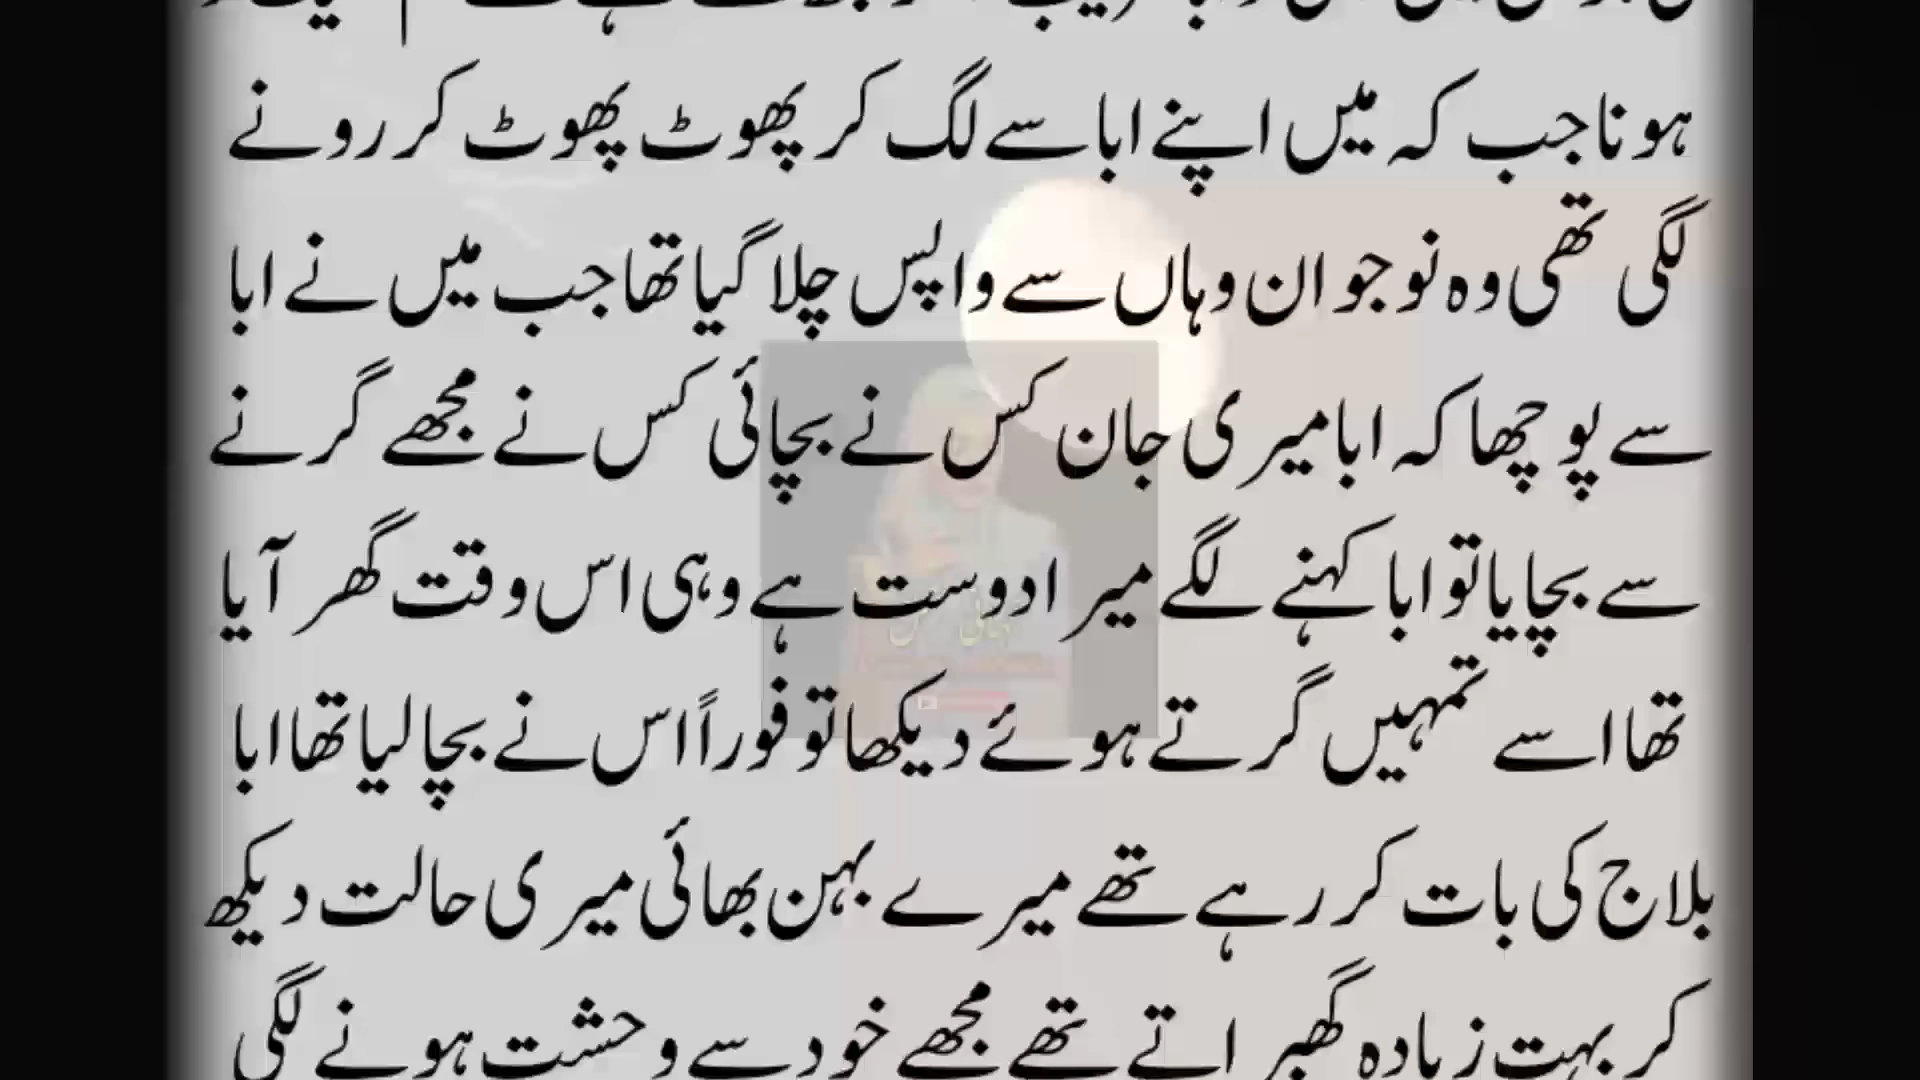 ہونا جب کہ میں اپنے ابا سے لگ کر پھوٹ پھوٹ کر رونے
لگی تھی وہ نوجوان وہاں سے واپس چلا گیا تھا جب میں نے ابا
سے پوچھا کہ ابا میری جان کس نے بچائی کس نے مجھے گرنے
سے بچایا تو ابا کہنے لگے میرا دوست ہے وہی اس وقت گھر آیا
تھا اسے تمہیں گرتے ہوئے دیکھا تو فوراً اس نے بچا لیا تھا ابا
بلاج کی بات کر رہے تھے میرے بہن بھائی میری حالت دیکھ
کر بہت زیادہ گھبراتے تھے مجھے خود سے وحشت ہونے لگی